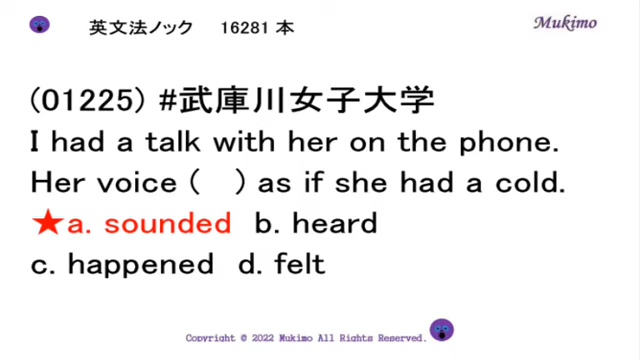 英文法ノック 16281 本
Mukimo
(01225) #武庫川女子大学
I had a talk with her on the phone.
Her voice ( ) as if she had a cold.
★a. sounded b. heard
c. happened d. felt
Copyright @ 2022 Mukimo All Rights Reserved.